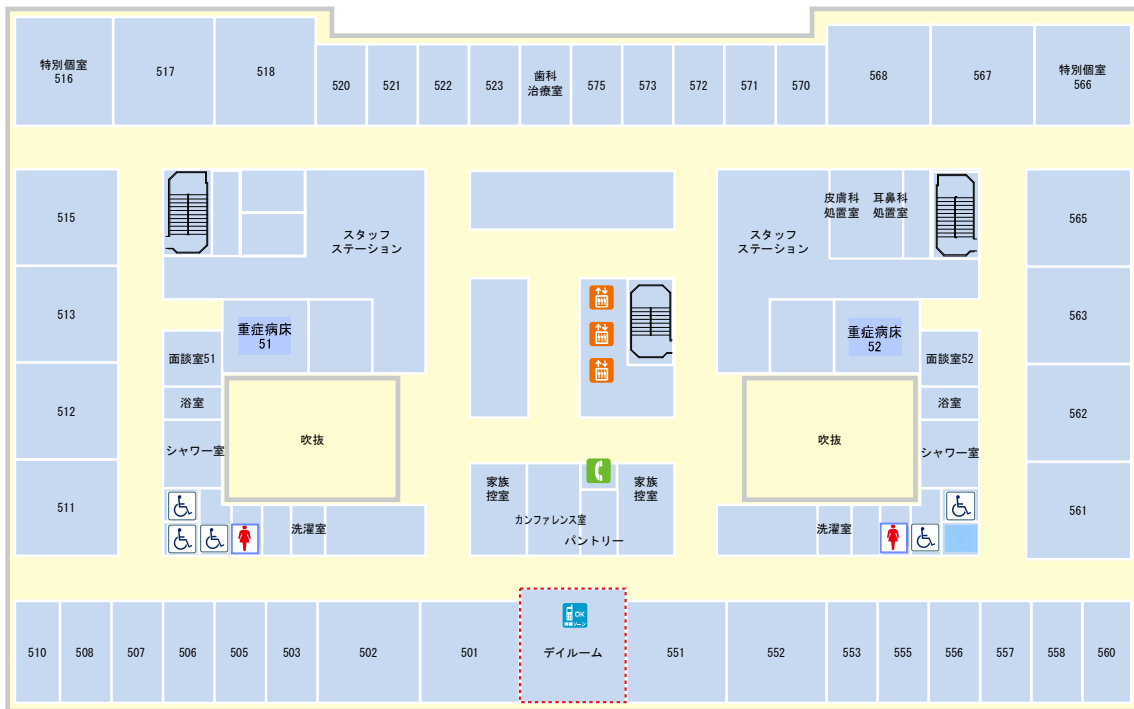 特別個室
516
517
518
520
521
522
523
歯科
治療室
575
573
572
571
570
568
567
特別個室
566
515
スタッフ
ステーション
スタッフ
ステーション
皮膚科
処置室
耳鼻科
処置室
565
513
重症病床
51
重症病床
52
563
面談室51
面談室52
512
浴室
吹抜
吹抜
浴室
562
シャワー室
シャワー室
511
家族
控室
カンファレンス室
パントリー
家族
控室
561
洗濯室
洗濯室
OK
510
508
507
506
505
503
502
501
デイルーム
551
552
553
555
556
557
558
560